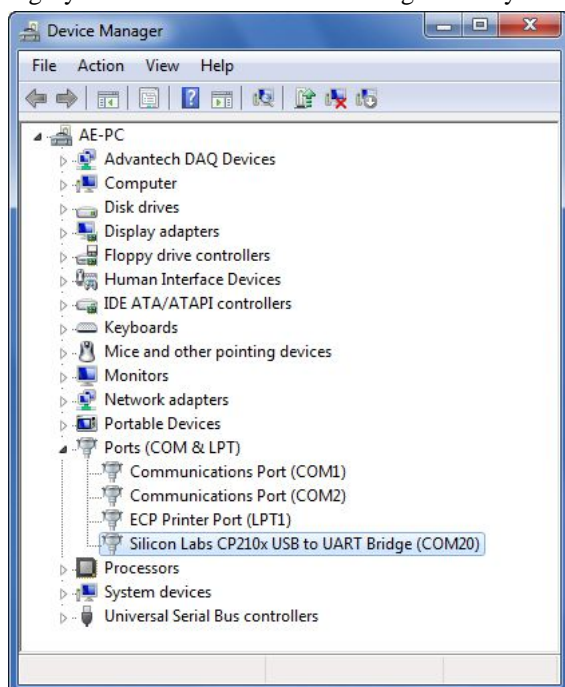 Device Manager
File Action View Help
AE-PC
Advantech DAQ Devices
Computer
Disk drives
Display adapters
Floppy drive controllers
Human Interface Devices
IDE ATA/ATAPI controllers
Keyboards
Mice and other pointing devices
Monitors
Network adapters
Portable Devices
Ports (COM & LPT)
Communications Port (COM1)
Communications Port (COM2)
ECP Printer Port (LPT1)
Silicon Labs CP210x USB to UART Bridge (COM20)
Processors
System devices
Universal Serial Bus controllers